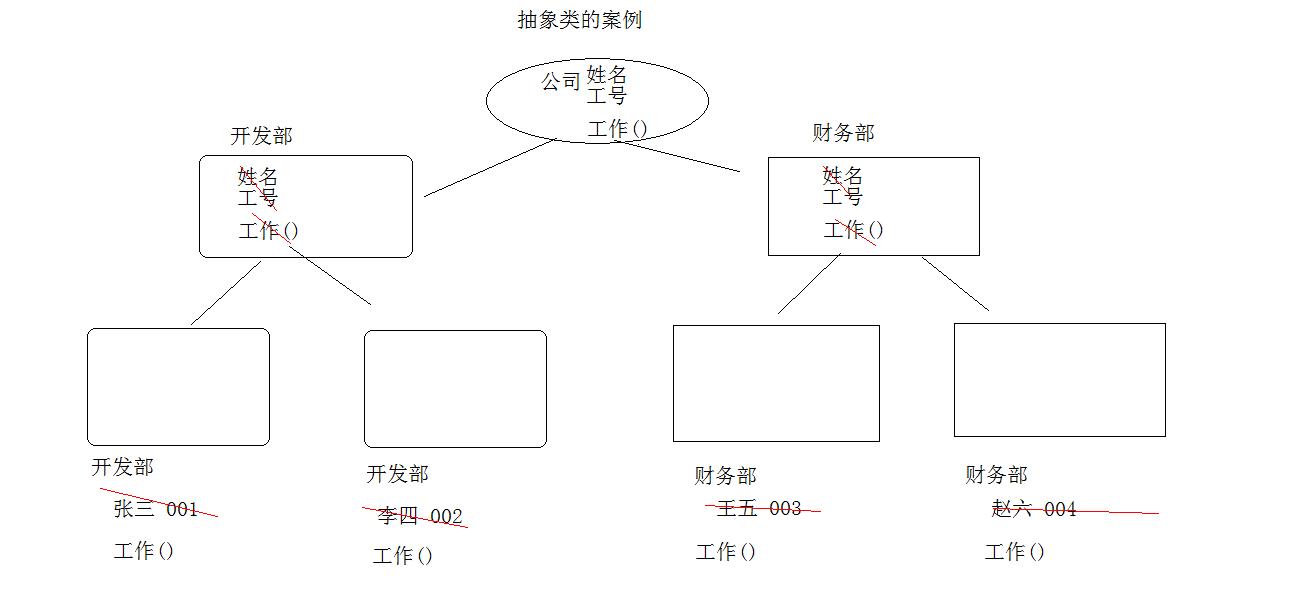 抽象类的案例
公司 姓名
工号
工作()
开发部
姓名
工号
工作()
财务部
姓名
工号
工作()
开发部
张三 001
工作()
开发部
李四 002
工作()
财务部
王五 003
工作()
财务部
赵六 004
工作()